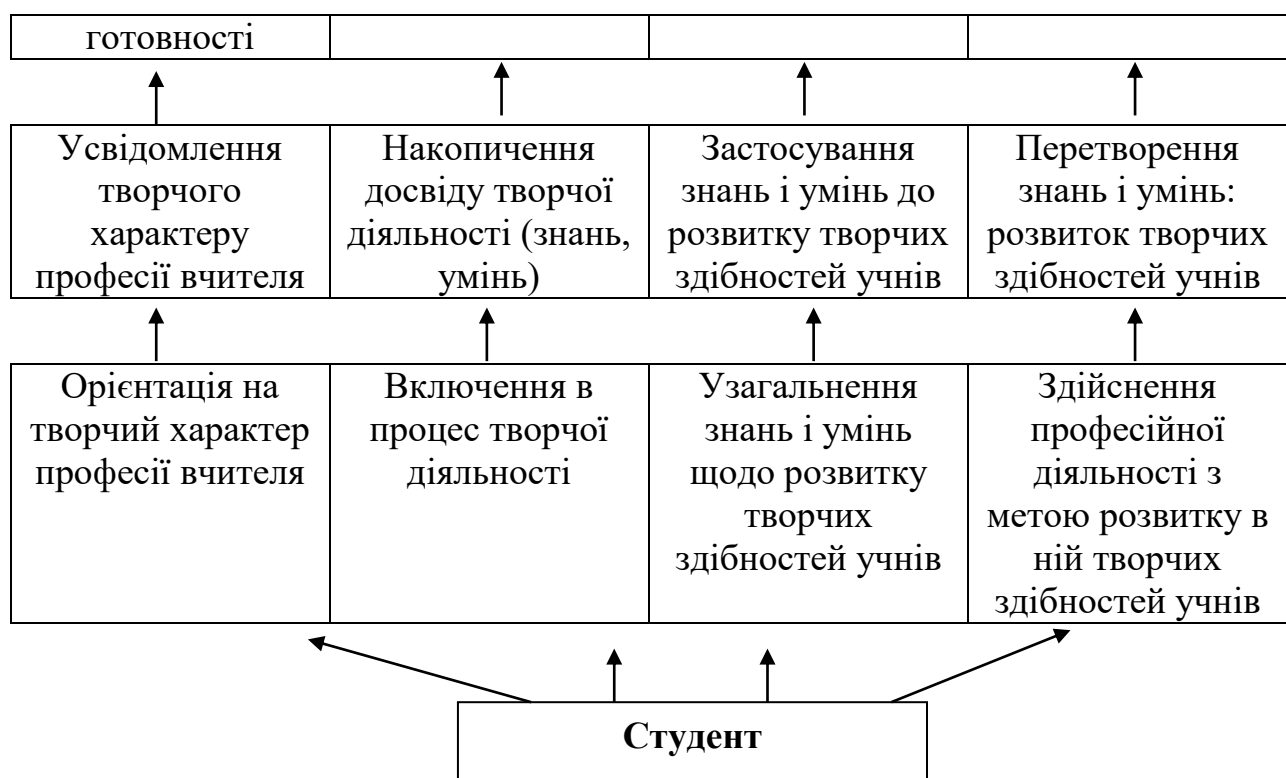 готовності
Усвідомлення
творчого
характеру
професії вчителя
Накопичення
досвіду творчої
діяльності (знань,
умінь)
Застосування
знань і умінь до
розвитку творчих
здібностей учнів
Перетворення
знань і умінь:
розвиток творчих
здібностей учнів
Орієнтація на
творчий характер
професії вчителя
Включення в
процес творчої
діяльності
Узагальнення
знань і умінь
щодо розвитку
творчих
здібностей учнів
Здійснення
професійної
діяльності з
метою розвитку в
ній творчих
здібностей учнів
Студент